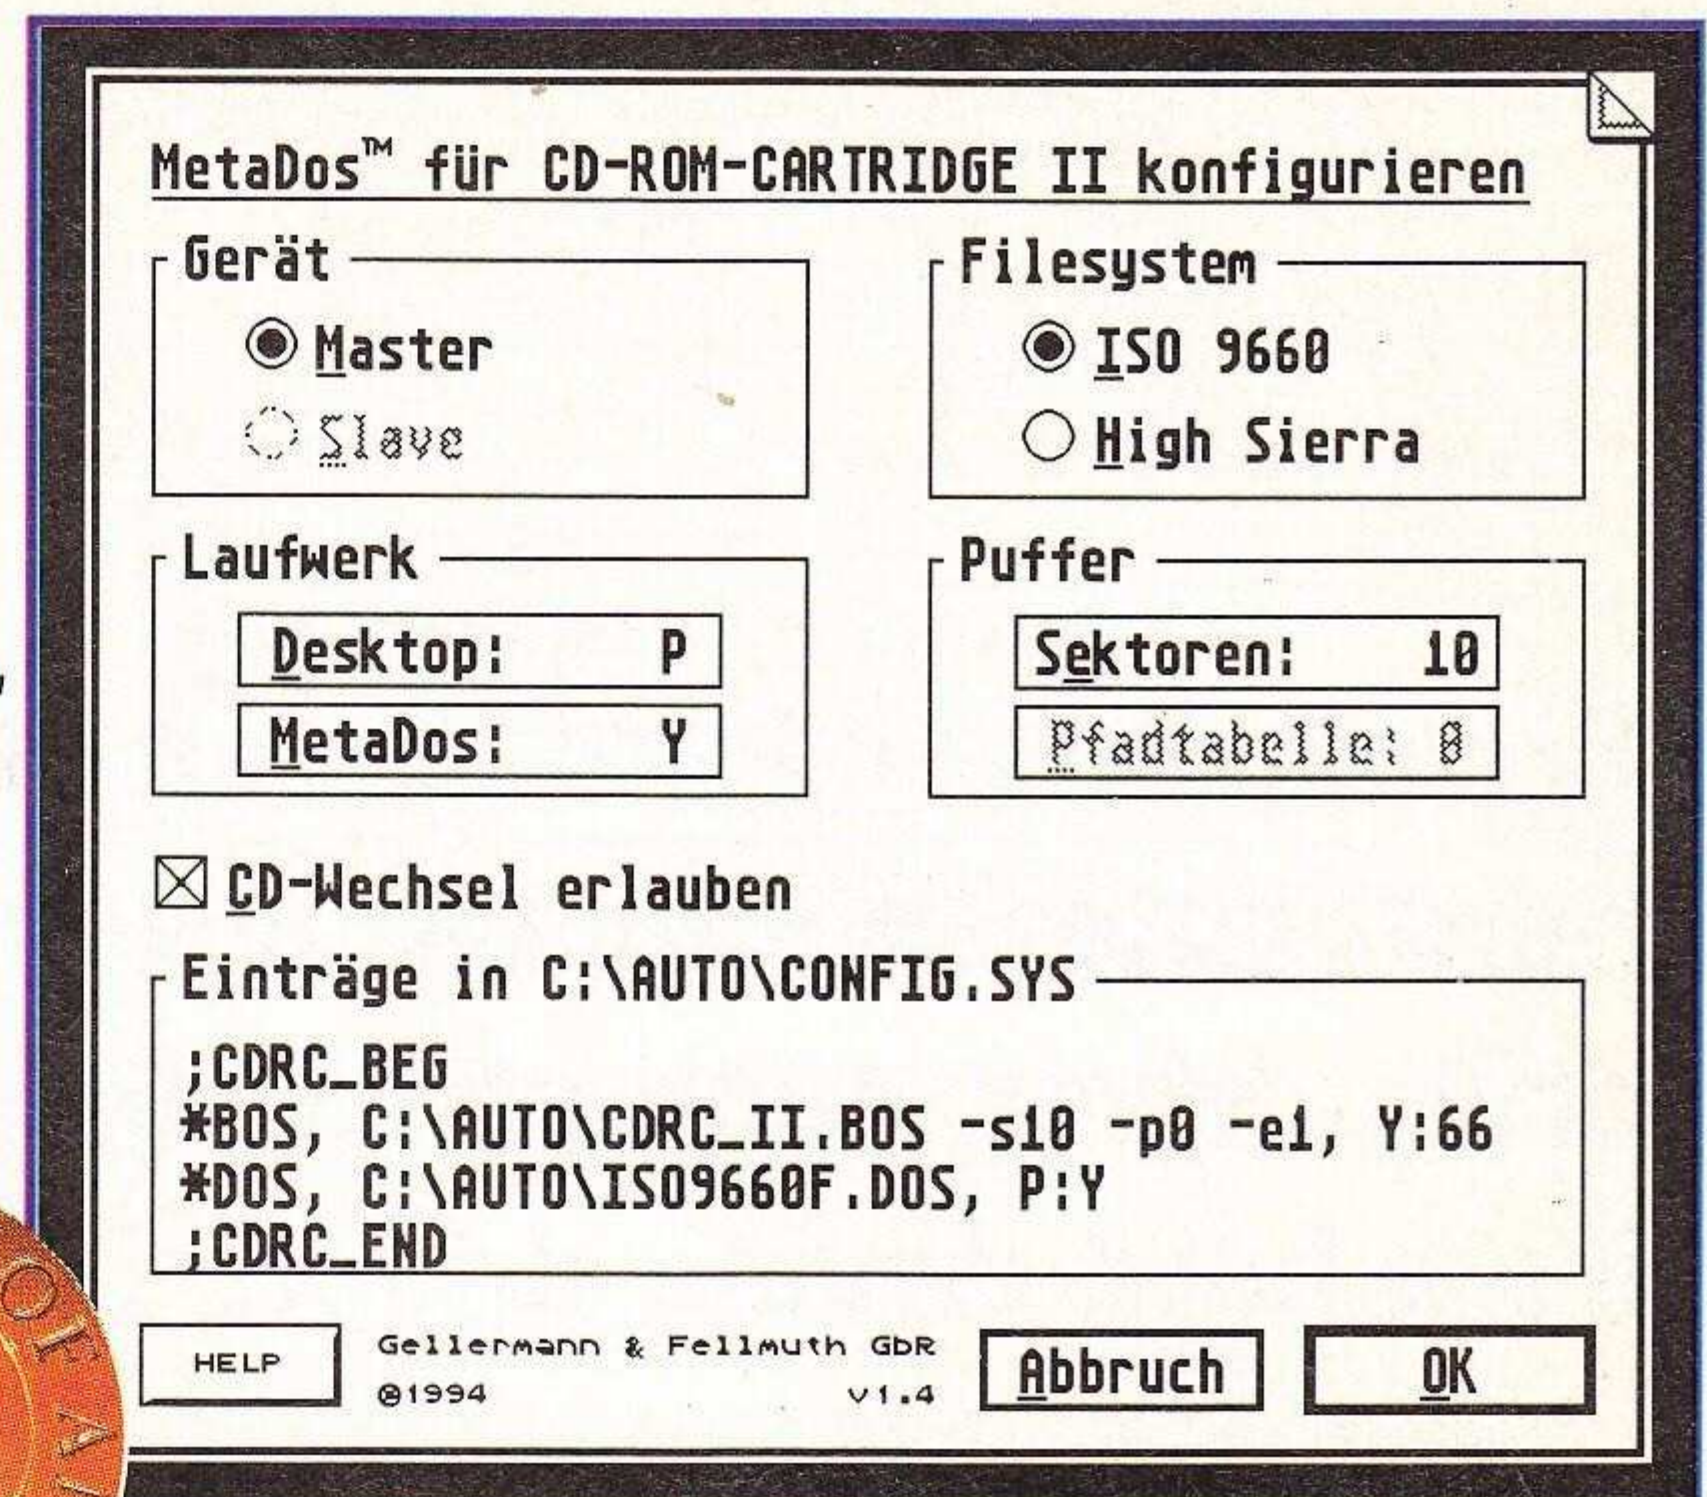 MetaDos™ für CD-ROM-CARTRIDGE II konfigurieren
Gerät
Master
Slave
Filesystem
ISO 9660
High Sierra
Laufwerk
Desktop: P
MetaDos: Y
Puffer
Sektoren: 10
Pfadtabelle: 0
CD-Wechsel erlauben
Einträge in C:\AUTO\CONFIG.SYS
;CDRC_BEG
*BOS, C:\AUTO\CDRC_II.BOS -s10 -p0 -e1, Y:66
*DOS, C:\AUTO\ISO9660F.DOS, P:Y
;CDRC_END
HELP
Gellermann & Fellmuth GbR
©1994 v1.4
Abbruch
OK
OF